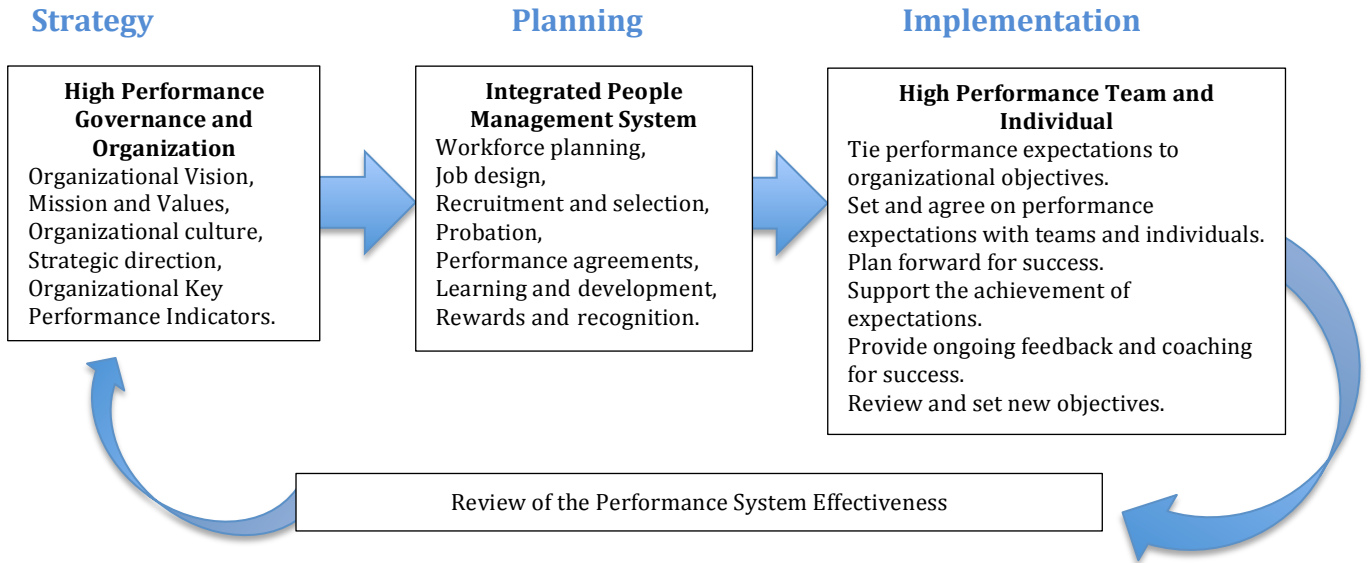 Strategy
Planning
Implementation
High Performance
Governance and
Organization
Organizational Vision,
Mission and Values,
Organizational culture,
Strategic direction,
Organizational Key
Performance Indicators.
Integrated People
Management System
Workforce planning,
Job design,
Recruitment and selection,
Probation,
Performance agreements,
Learning and development,
Rewards and recognition.
High Performance Team and
Individual
Tie performance expectations to
organizational objectives.
Set and agree on performance
expectations with teams and individuals.
Plan forward for success.
Support the achievement of
expectations.
Provide ongoing feedback and coaching
for success.
Review and set new objectives.
Review of the Performance System Effectiveness